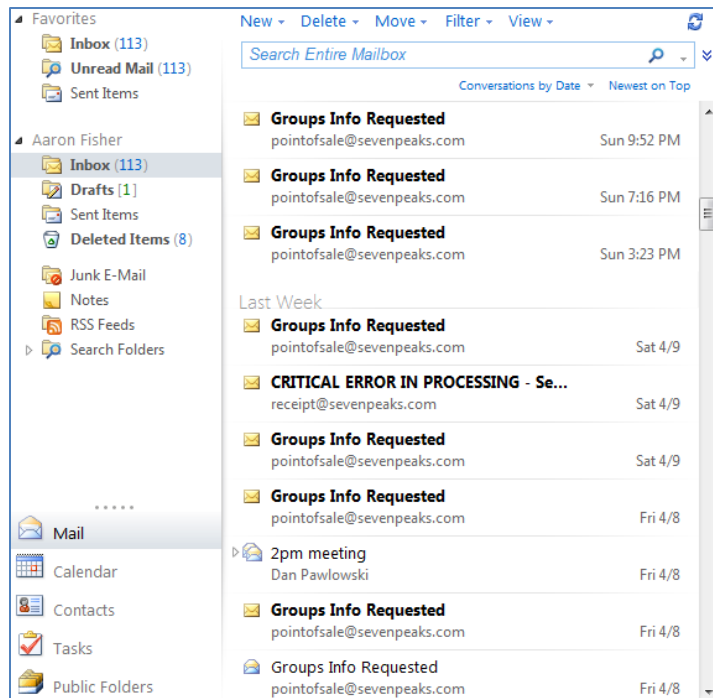 Favorites
Inbox (113)
Unread Mail (113)
Sent Items
Aaron Fisher
Inbox (113)
Drafts [1]
Sent Items
Deleted Items (8)
Junk E-Mail
Notes
RSS Feeds
Search Folders
Mail
Calendar
Contacts
Tasks
Public Folders
New Delete Move Filter View
Search Entire Mailbox
Conversations by Date Newest on Top
Groups Info Requested
pointofsale@sevenpeaks.com Sun 9:52 PM
Groups Info Requested
pointofsale@sevenpeaks.com Sun 7:16 PM
Groups Info Requested
pointofsale@sevenpeaks.com Sun 3:23 PM
Last Week
Groups Info Requested
pointofsale@sevenpeaks.com Sat 4/9
CRITICAL ERROR IN PROCESSING - Se...
receipt@sevenpeaks.com Sat 4/9
Groups Info Requested
pointofsale@sevenpeaks.com Sat 4/9
Groups Info Requested
pointofsale@sevenpeaks.com Fri 4/8
2pm meeting
Dan Pawlowski Fri 4/8
Groups Info Requested
pointofsale@sevenpeaks.com Fri 4/8
Groups Info Requested
pointofsale@sevenpeaks.com Fri 4/8